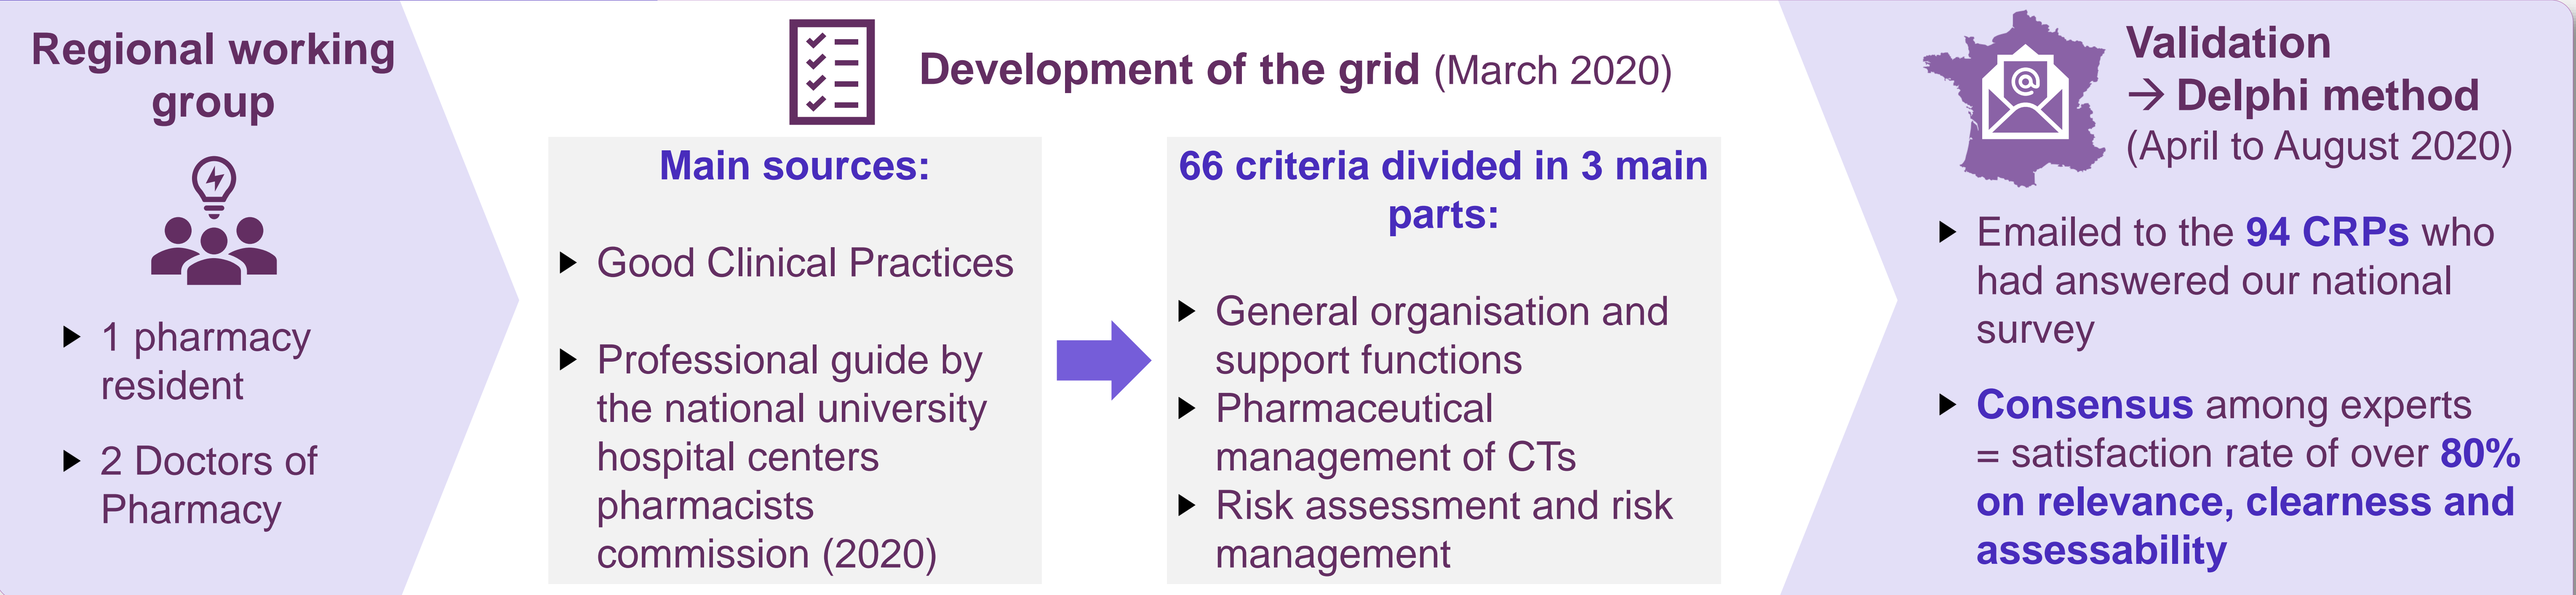 Regional working
group
1 pharmacy
resident
2 Doctors of
Pharmacy
Development of the grid (March 2020)
Main sources:
Good Clinical Practices
Professional guide by
the national university
hospital centers
pharmacists
commission (2020)
66 criteria divided in 3 main
parts:
General organisation and
support functions
Pharmaceutical
management of CTs
Risk assessment and risk
management
@
Validation
→ Delphi method
(April to August 2020)
Emailed to the 94 CRPs who
had answered our national
survey
Consensus among experts
= satisfaction rate of over 80%
on relevance, clearness and
assessability